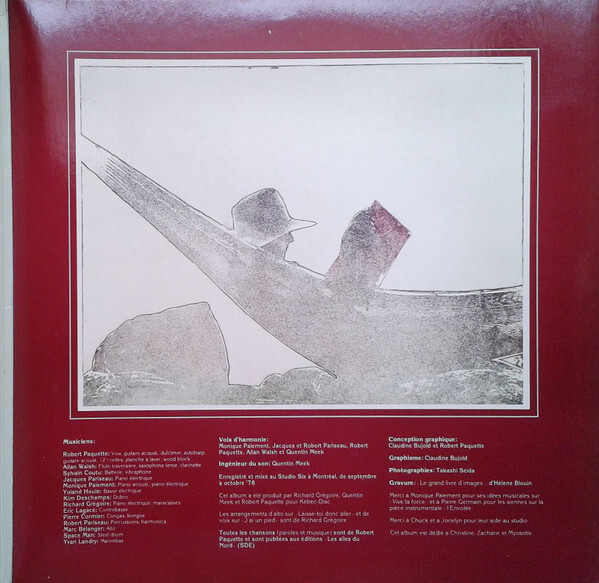 Musiciens:
Robert Paquette: Voix, guitare acoust., dulcimer, autoharp,
guitare acoust. 12 cordes, planche à laver, wood block
Allan Walsh: Flûte traversière, saxophone tenor, clarinette
Sylvain Coutu: Batterie, vibraphone
Jacques Pariseau: Piano électrique
Monique Paiement: Piano acoust., piano électrique
Yoland Houle: Basse électrique
Kim Deschamps: Dobro
Richard Grégoire: Piano électrique, maracasses
Eric Lagacé: Contrebasse
Pierre Cormier: Congas, bongos
Robert Pariseau: Percussions, harmonica
Marc Bélanger: Alto
Space Man: Steel drum
Yvan Landry: Marimbas
Voix d'harmonie:
Monique Paiement, Jacques et Robert Pariseau, Robert
Paquette, Allan Walsh et Quentin Meek
Ingénieur du son: Quentin Meek
Enregistré et mixé au Studio Six à Montréal, de septembre
à octobre '78
Cet album a été produit par Richard Grégoire, Quentin
Meek et Robert Paquette pour Kébec-Disc
Les arrangements d'alto sur «Laisse-toi donc aller» et de
voix sur «J'ai un pied» sont de Richard Grégoire
Toutes les chansons (paroles et musique) sont de Robert
Paquette et sont publiées aux éditions «Les ailes du
Nord» (SDE)
Conception graphique:
Claudine Bujold et Robert Paquette
Graphisme: Claudine Bujold
Photographies: Takashi Seida
Gravure: «Le grand livre d'images», d'Hélène Blouin
Merci à Monique Paiement pour ses idées musicales sur
«Vive la force» et à Pierre Germain pour les siennes sur la
pièce instrumentale «l'Envolée»
Merci à Chuck et à Jocelyn pour leur aide au studio
Cet album est dédié à Christine, Zachane et Myosotis